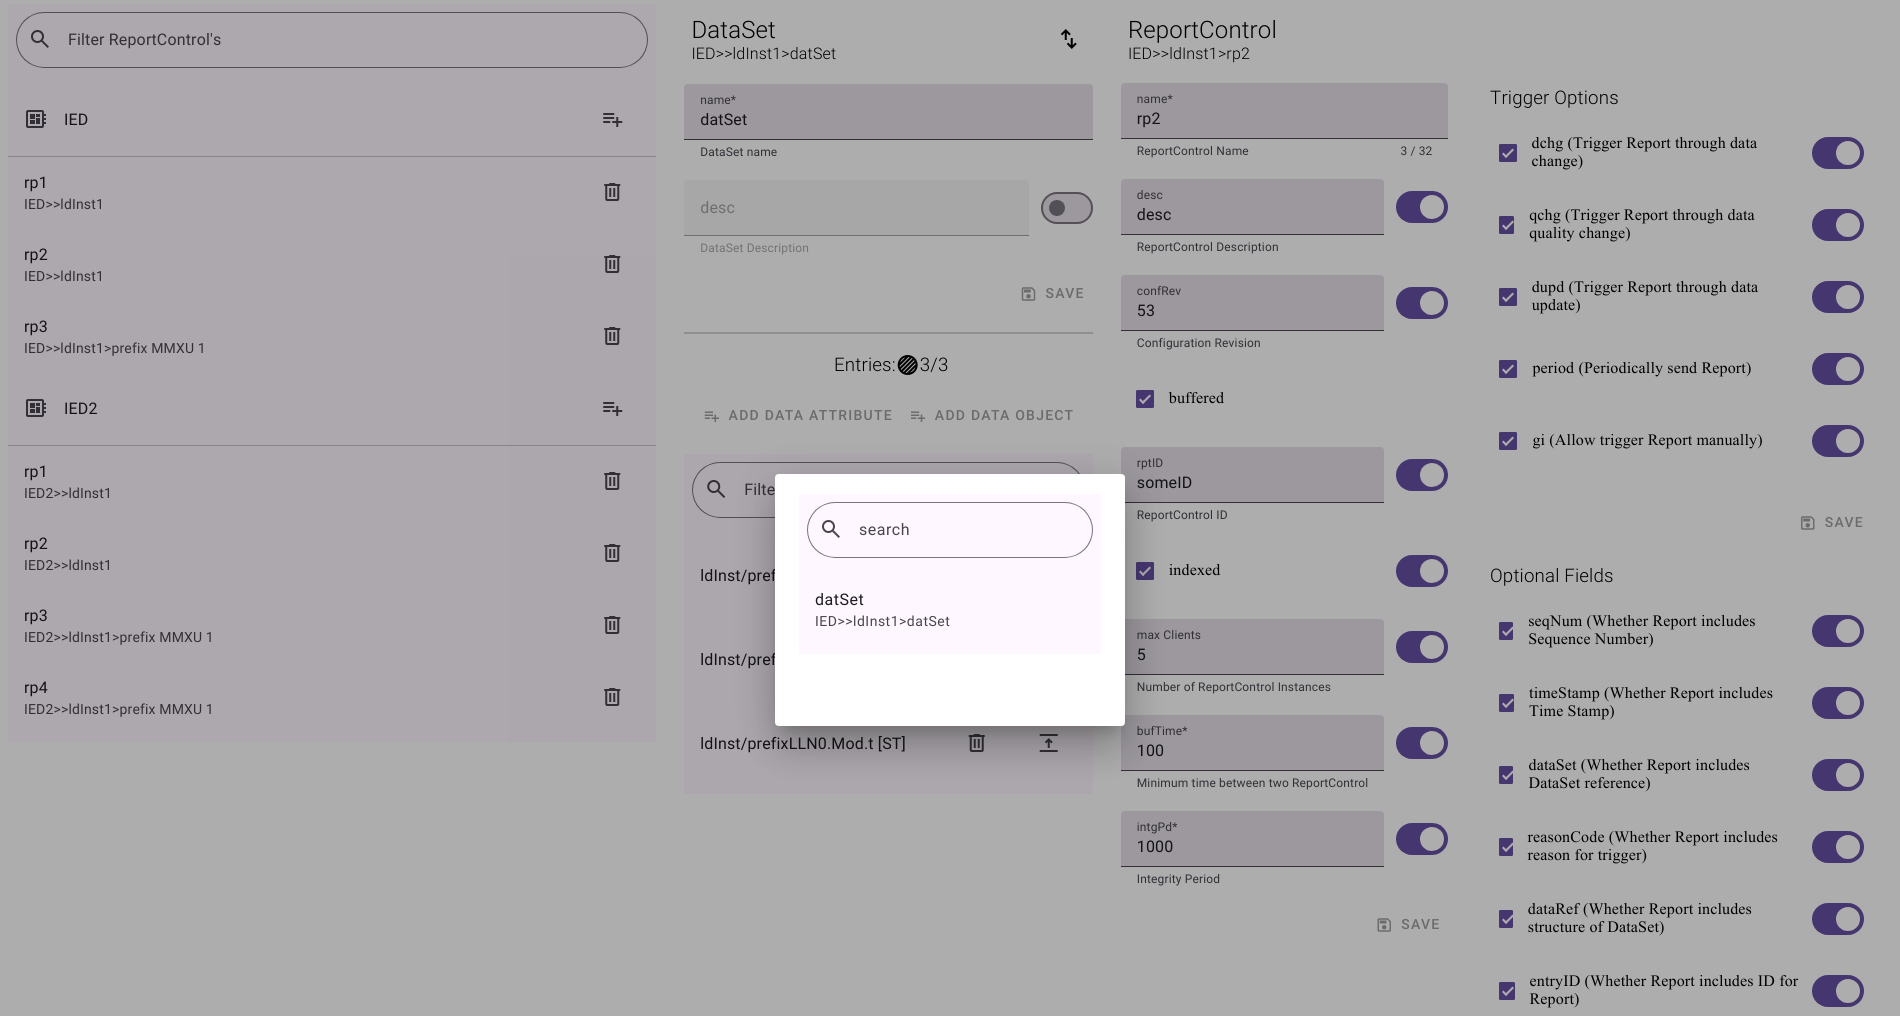 Filter ReportControl's
IED
rp1
IED>>ldInst1
rp2
IED>>ldInst1
rp3
IED>>ldInst1>prefix MMXU 1
IED2
rp1
IED2>>ldInst1
rp2
IED2>>ldInst1
rp3
IED2>>ldInst1>prefix MMXU 1
rp4
IED2>>ldInst1>prefix MMXU 1
DataSet
IED>>ldInst1>datSet
name*
datSet
DataSet name
desc
DataSet Description
SAVE
Entries: 3/3
ADD DATA ATTRIBUTE ADD DATA OBJECT
Filte
ldInst/pref
ldInst/pref
ldInst/prefixLLN0.Mod.t [ST]
search
datSet
IED>>ldInst1>datSet
ReportControl
IED>>ldInst1>rp2
name*
rp2
ReportControl Name 3 / 32
desc
desc
ReportControl Description
confRev
53
Configuration Revision
buffered
rptID
someID
ReportControl ID
indexed
max Clients
5
Number of ReportControl Instances
bufTime*
100
Minimum time between two ReportControl
intgPd*
1000
Integrity Period
SAVE
Trigger Options
dchg (Trigger Report through data
change)
qchg (Trigger Report through data
quality change)
dupd (Trigger Report through data
update)
period (Periodically send Report)
gi (Allow trigger Report manually)
SAVE
Optional Fields
seqNum (Whether Report includes
Sequence Number)
timeStamp (Whether Report includes
Time Stamp)
dataSet (Whether Report includes
DataSet reference)
reasonCode (Whether Report includes
reason for trigger)
dataRef (Whether Report includes
structure of DataSet)
entryID (Whether Report includes ID for
Report)